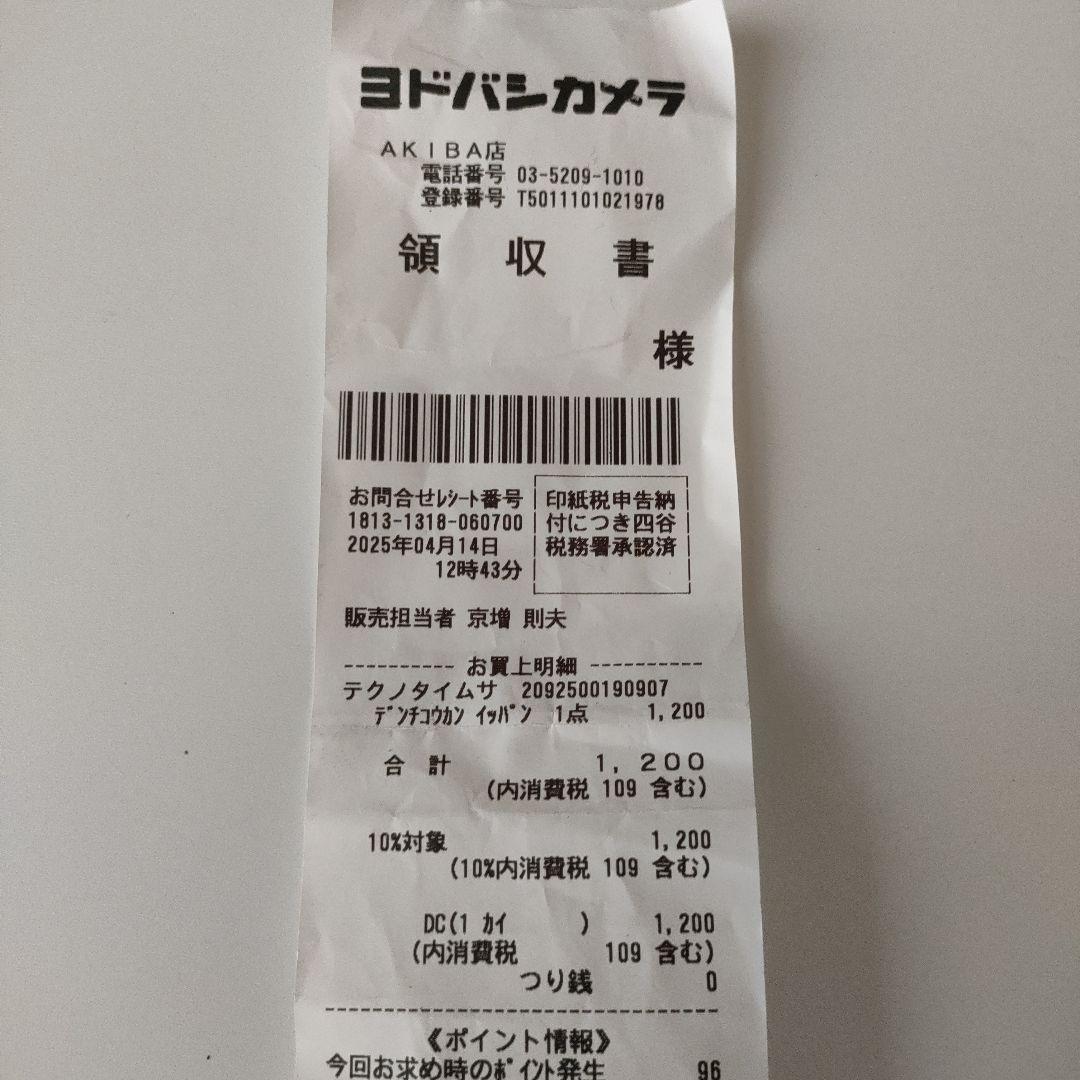 ヨドバシカメラ
AKIBA店
電話番号 03-5209-1010
登録番号 T5011101021978
領 収 書
様
お問合せﾚｼｰﾄ番号
1813-1318-060700
2025年04月14日
12時43分
印紙税申告納
付につき四谷
税務署承認済
販売担当者 京増 則夫
---------- お買上明細 ----------
テクノタイムサ 2092500190907
ﾃﾞﾝﾁｺｳｶﾝ ｲｯﾊﾟﾝ 1点 1,200
合 計 1,200
(内消費税 109 含む)
10%対象 1,200
(10%内消費税 109 含む)
DC(1 ｶｲ ) 1,200
(内消費税 109 含む)
つり銭 0
《ポイント情報》
今回お求め時のﾎﾟｲﾝﾄ発生 96